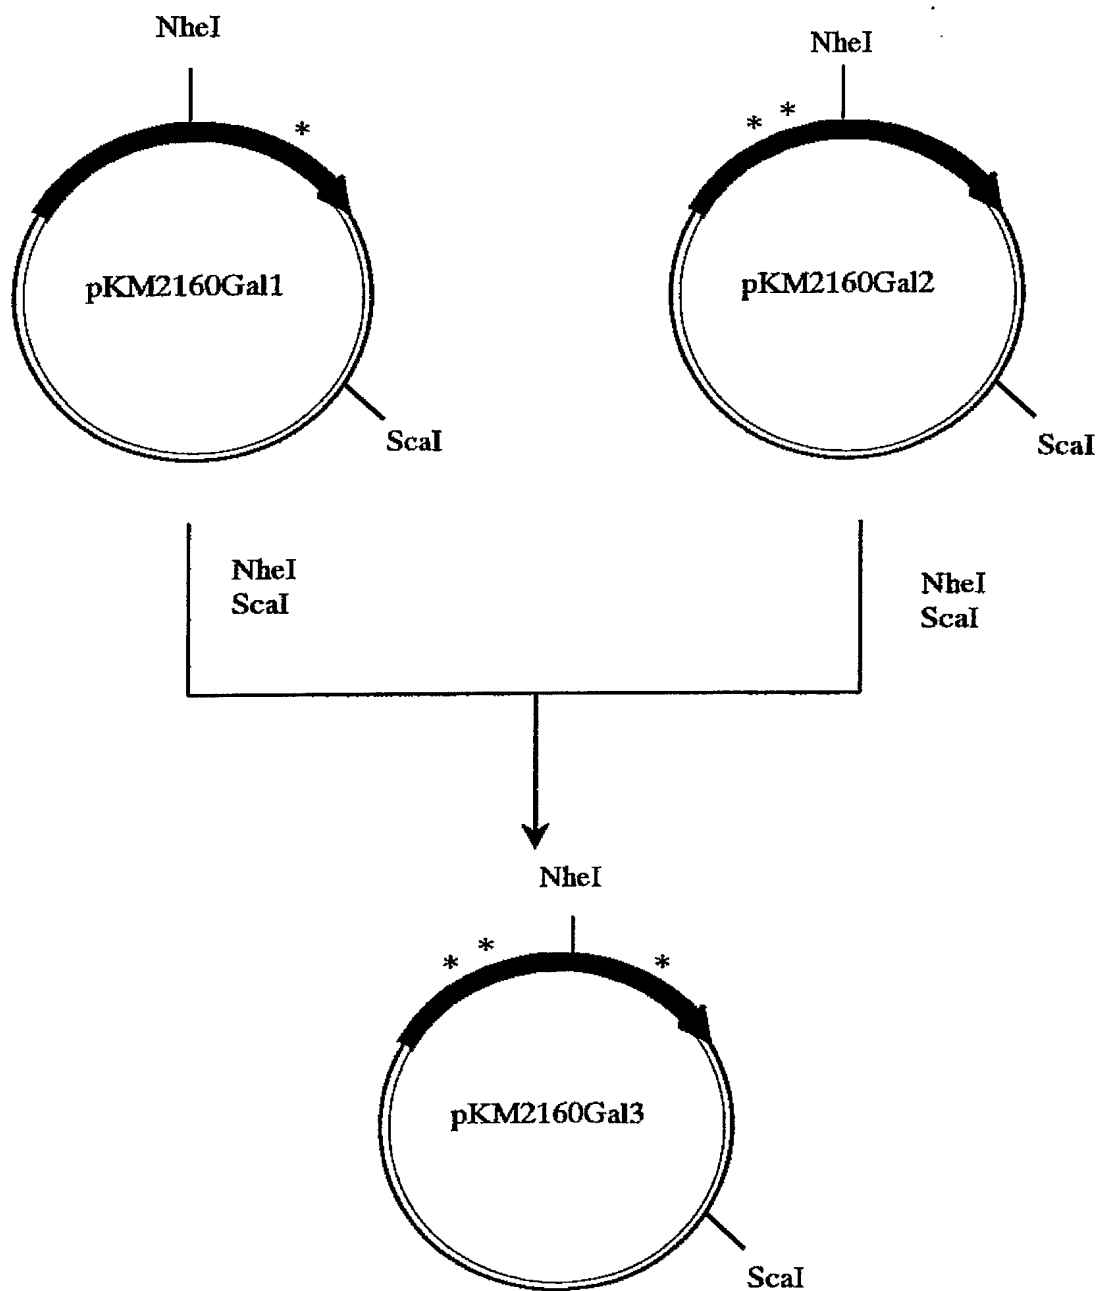 NheI
NheI
*
* *
pKM2160Gal1
pKM2160Gal2
ScaI
ScaI
NheI
ScaI
NheI
ScaI
NheI
* * *
pKM2160Gal3
ScaI